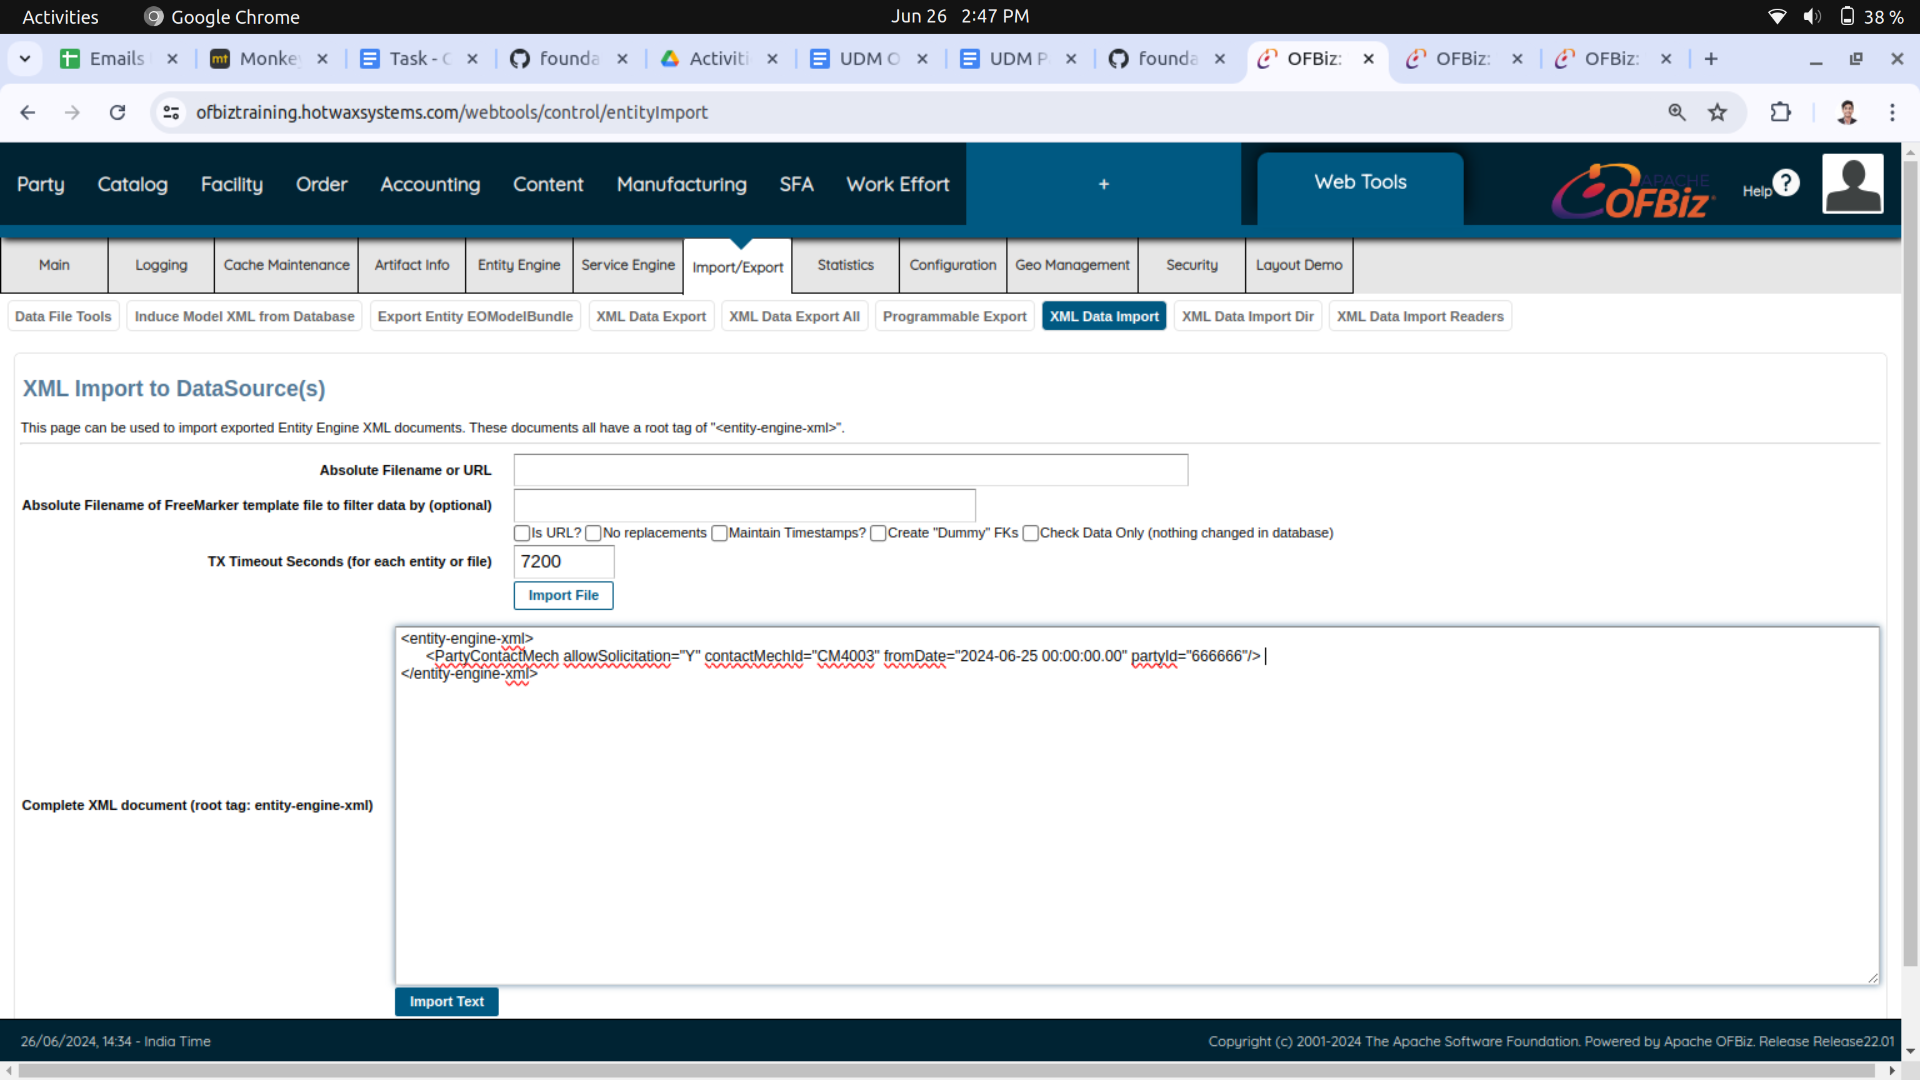 Activities Google Chrome Jun 26 2:47 PM 38 %
Emails Monke Task - C founda Activiti UDM O UDM P founda OFBiz: OFBiz: OFBiz:
ofbiztraining.hotwaxsystems.com/webtools/control/entityImport
Party Catalog Facility Order Accounting Content Manufacturing SFA Work Effort + Web Tools APACHE OFBiz Help ?
Main Logging Cache Maintenance Artifact Info Entity Engine Service Engine Import/Export Statistics Configuration Geo Management Security Layout Demo
Data File Tools Induce Model XML from Database Export Entity EOModelBundle XML Data Export XML Data Export All Programmable Export XML Data Import XML Data Import Dir XML Data Import Readers
XML Import to DataSource(s)
This page can be used to import exported Entity Engine XML documents. These documents all have a root tag of "<entity-engine-xml>".
Absolute Filename or URL
Absolute Filename of FreeMarker template file to filter data by (optional)
Is URL? No replacements Maintain Timestamps? Create "Dummy" FKs Check Data Only (nothing changed in database)
TX Timeout Seconds (for each entity or file) 7200
Import File
<entity-engine-xml>
<PartyContactMech allowSolicitation="Y" contactMechId="CM4003" fromDate="2024-06-25 00:00:00.00" partyId="666666"/>
</entity-engine-xml>
Complete XML document (root tag: entity-engine-xml)
Import Text
26/06/2024, 14:34 - India Time Copyright (c) 2001-2024 The Apache Software Foundation. Powered by Apache OFBiz. Release Release22.01